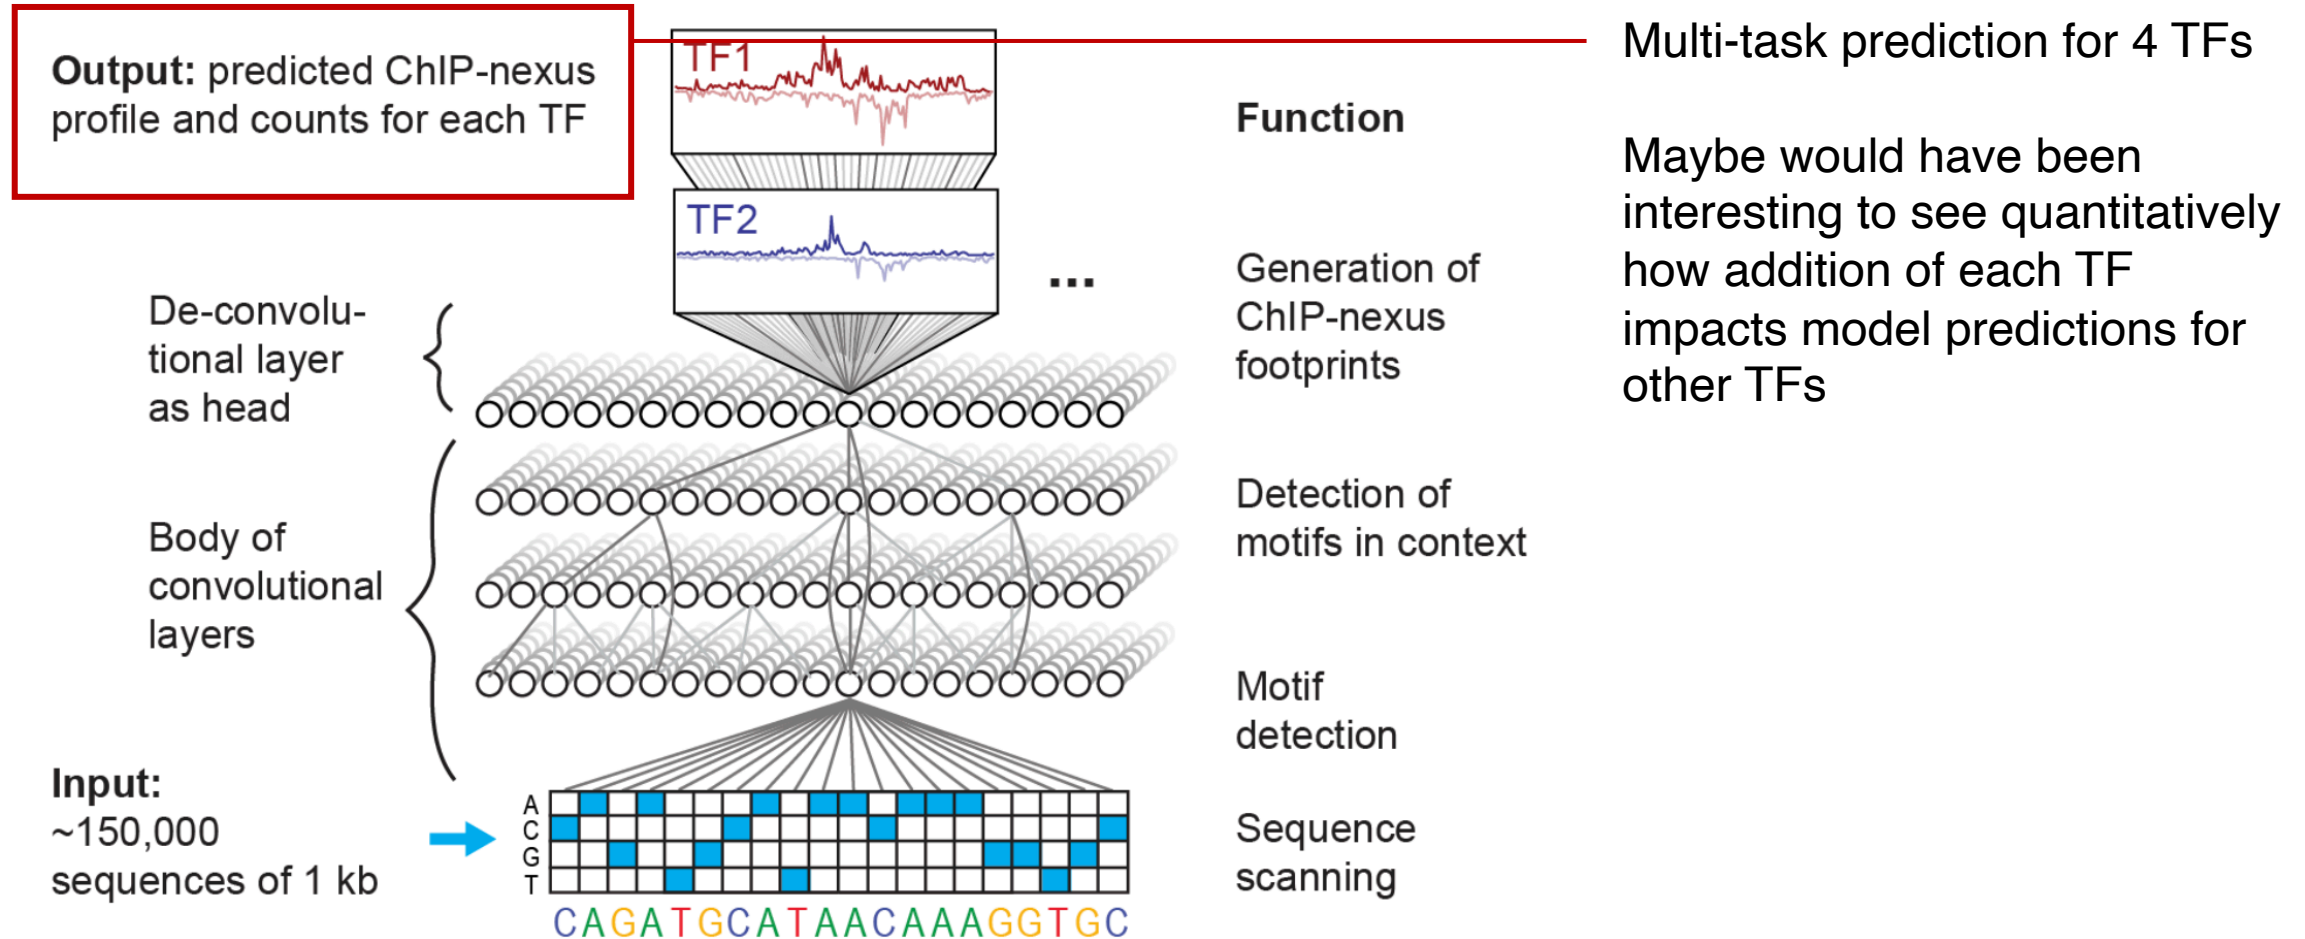 Output: predicted ChIP-nexus
profile and counts for each TF
TF1
Multi-task prediction for 4 TFs
Maybe would have been
interesting to see quantitatively
how addition of each TF
impacts model predictions for
other TFs
Function
TF2
...
De-convolu-
tional layer
as head
Generation of
ChIP-nexus
footprints
Body of
convolutional
layers
Detection of
motifs in context
Motif
detection
Input:
~150,000
sequences of 1 kb
A
C
G
T
Sequence
scanning
CAGATGCATAACAAAGGTGC